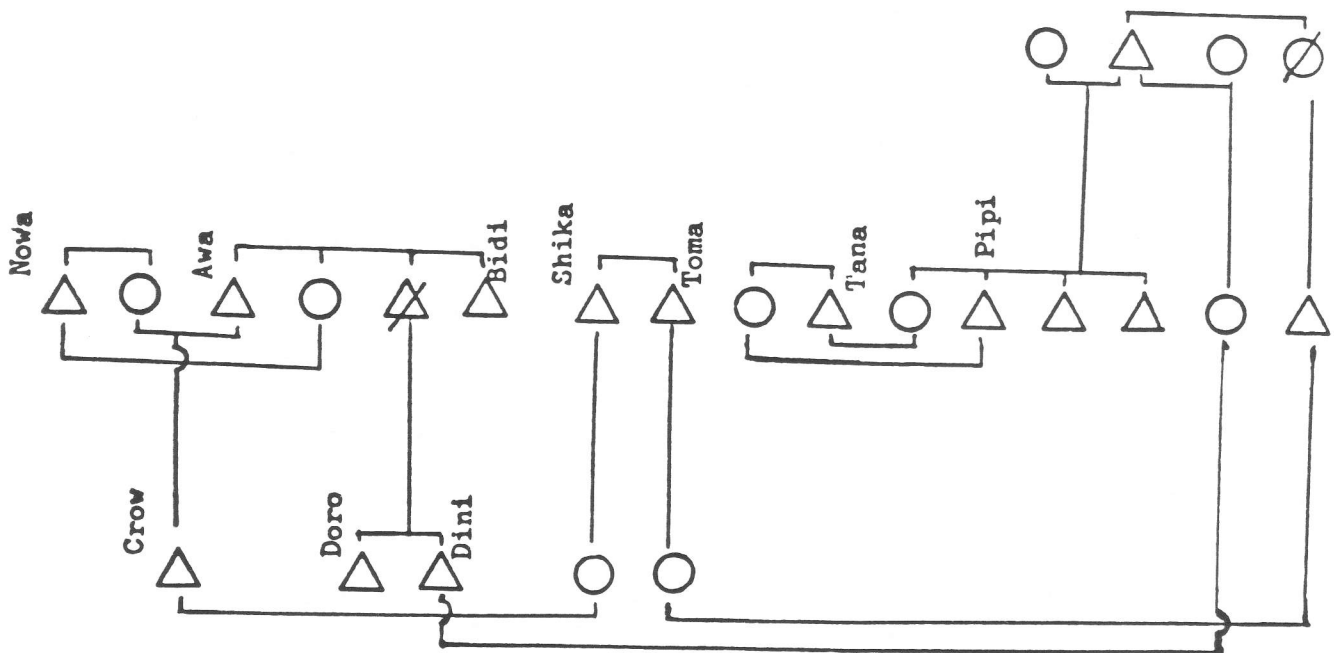 Nowa
Awa
Bidi
Shika
Toma
Tana
Pipi
Crow
Doro
Dini